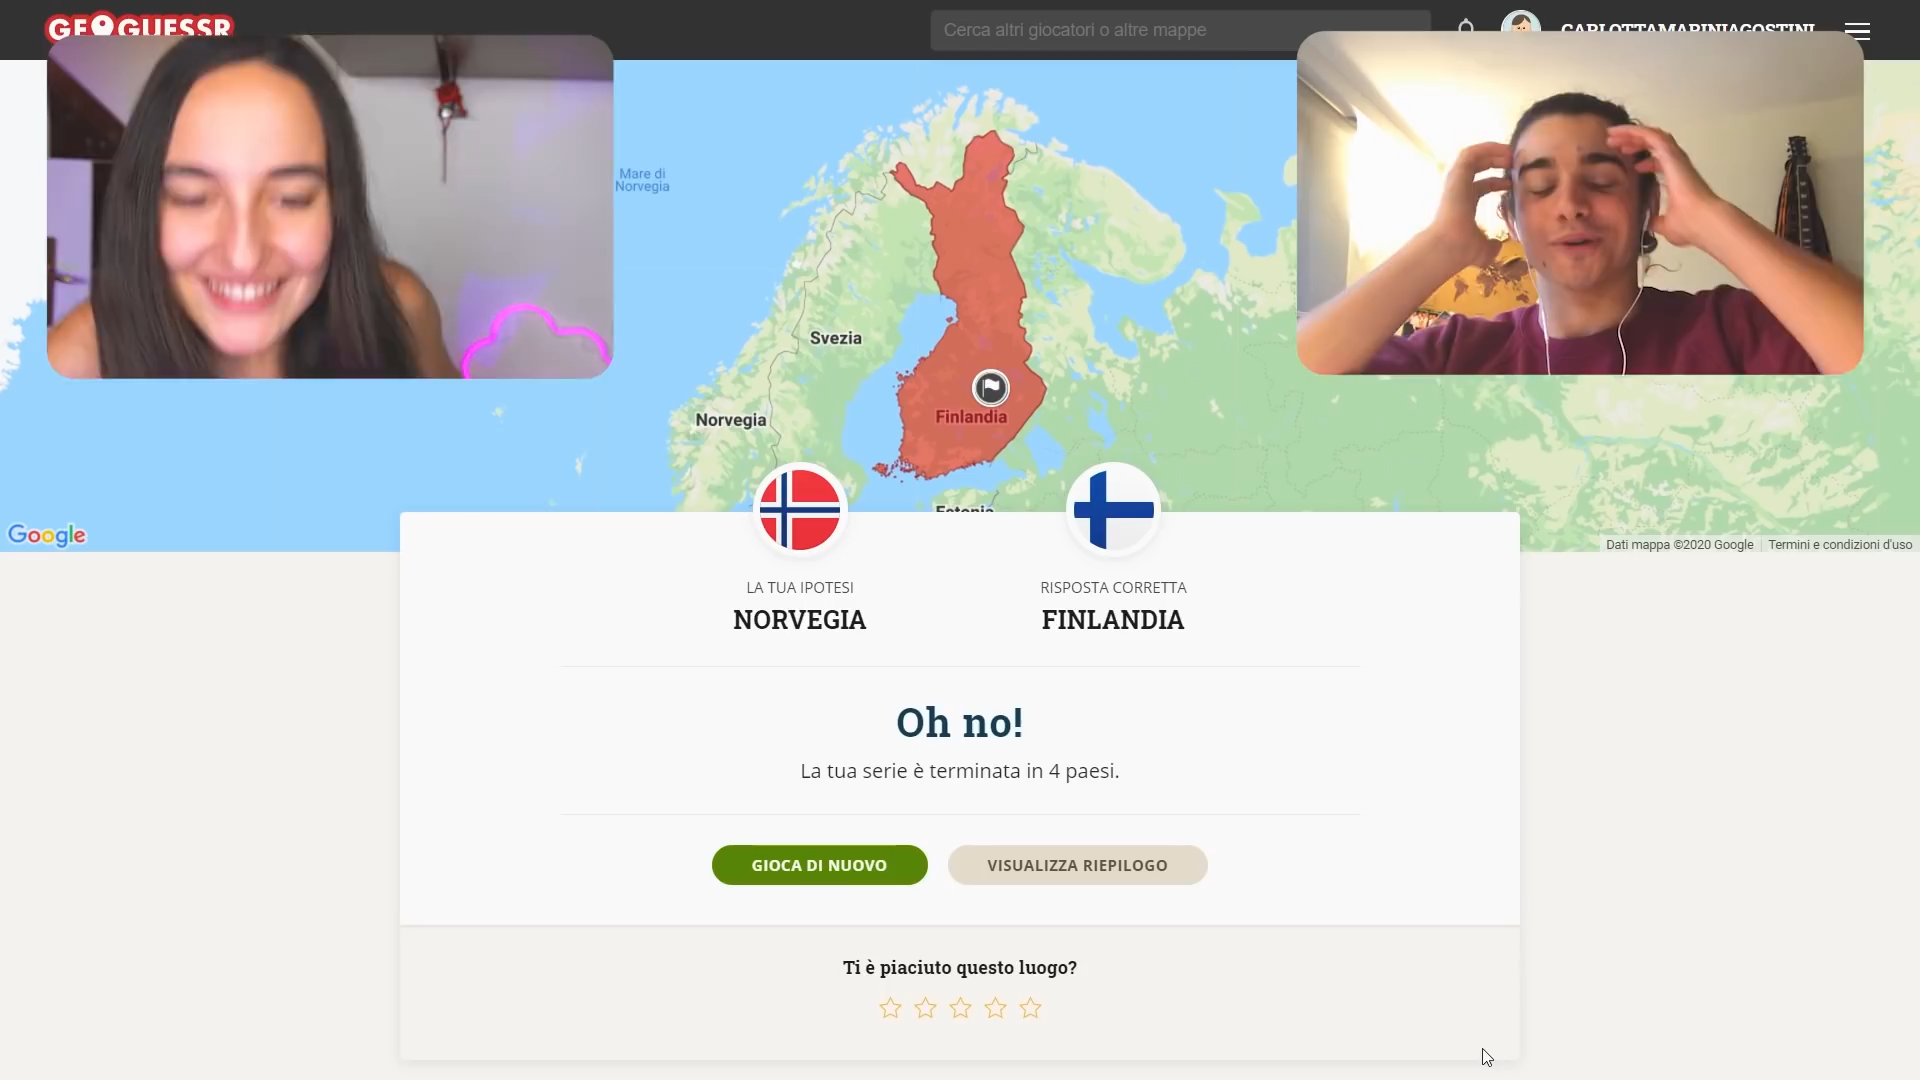 GEOGUESSR
Cerca altri giocatori o altre mappe
CARLOTTAMARINIAGOSTINI
Mare di
Norvegia
Svezia
Norvegia
Finlandia
Estonia
Google
Dati mappa ©2020 Google
Termini e condizioni d'uso
LA TUA IPOTESI
NORVEGIA
RISPOSTA CORRETTA
FINLANDIA
Oh no!
La tua serie è terminata in 4 paesi.
GIOCA DI NUOVO
VISUALIZZA RIEPILOGO
Ti è piaciuto questo luogo?